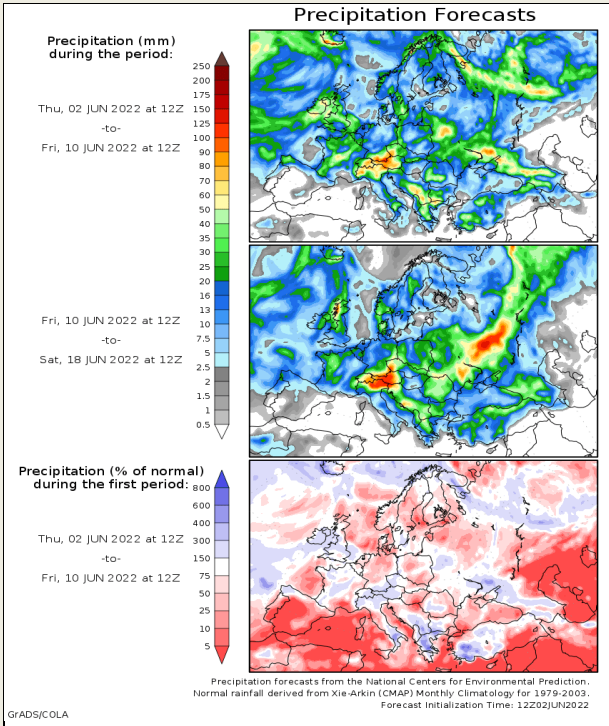 Precipitation Forecasts
Precipitation (mm)
during the period:
Thu, 02 JUN 2022 at 12Z
-to-
Fri, 10 JUN 2022 at 12Z
250
200
175
150
125
100
90
80
70
60
50
40
35
30
25
20
16
13
10
7.5
5
2.5
2
1.5
1
0.5
Fri, 10 JUN 2022 at 12Z
-to-
Sat, 18 JUN 2022 at 12Z
Precipitation (% of normal)
during the first period:
Thu, 02 JUN 2022 at 12Z
-to-
Fri, 10 JUN 2022 at 12Z
800
600
400
300
150
75
50
25
10
5
Precipitation forecasts from the National Centers for Environmental Prediction.
Normal rainfall derived from Xie-Arkin (CMAP) Monthly Climatology for 1979-2003.
Forecast Initialization Time: 12Z02JUN2022
GrADS/COLA